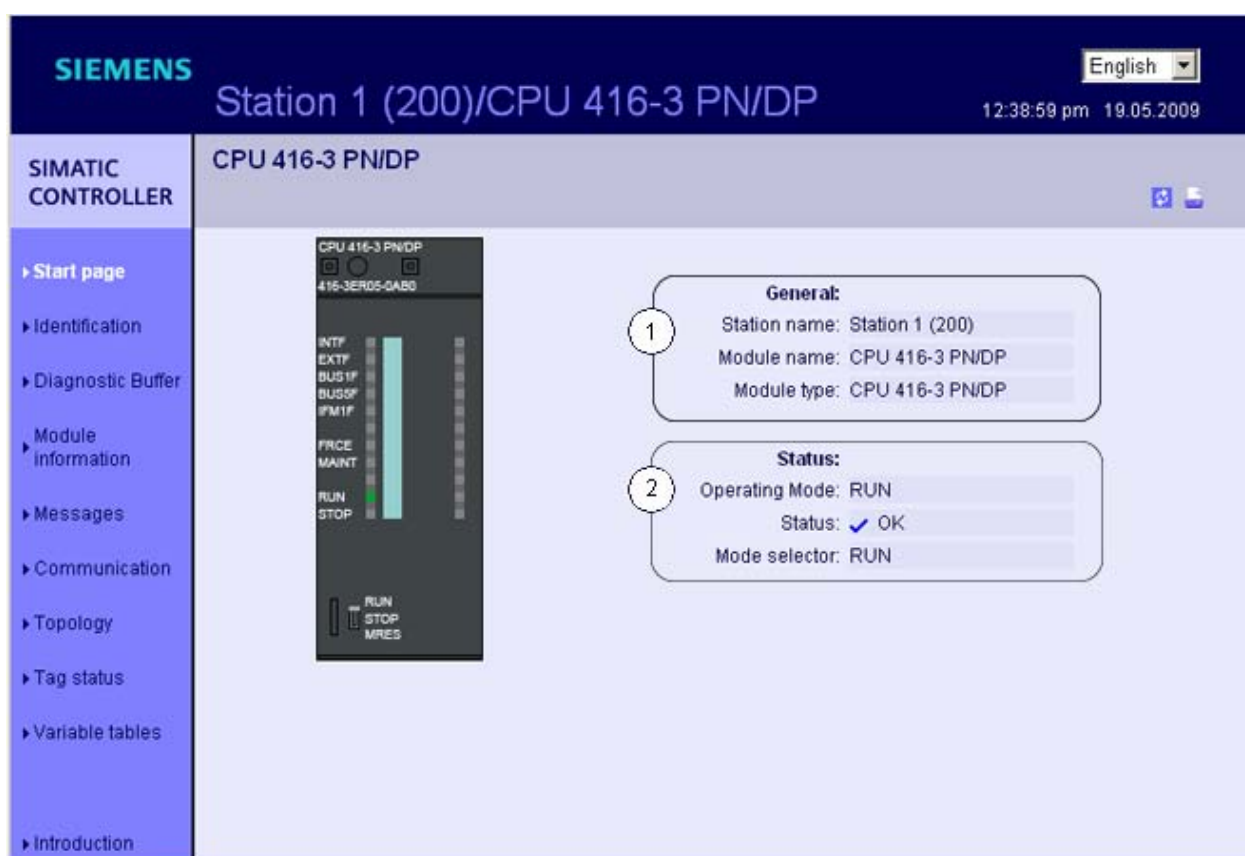 SIEMENS
Station 1 (200)/CPU 416-3 PN/DP
English
12:38:59 pm 19.05.2009
SIMATIC
CONTROLLER
CPU 416-3 PN/DP
Start page
Identification
Diagnostic Buffer
Module
information
Messages
Communication
Topology
Tag status
Variable tables
Introduction
CPU 416-3 PN/DP
416-3ER05-0AB0
INTF
EXTF
BUS1F
BUS5F
IFM1F
FRCE
MAINT
RUN
STOP
RUN
STOP
MRES
1
General:
Station name: Station 1 (200)
Module name: CPU 416-3 PN/DP
Module type: CPU 416-3 PN/DP
2
Status:
Operating Mode: RUN
Status: OK
Mode selector: RUN